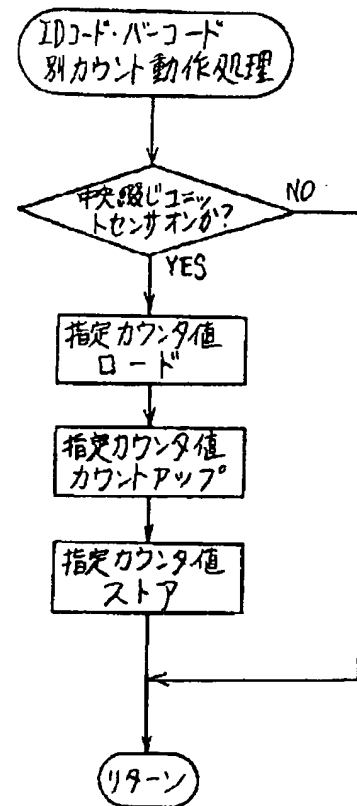 IDコード・バーコード
別カウント動作処理
中央綴じユニッ
トセンサオンか?
NO
YES
指定カウンタ値
ロード
指定カウンタ値
カウントアップ
指定カウンタ値
ストア
リターン